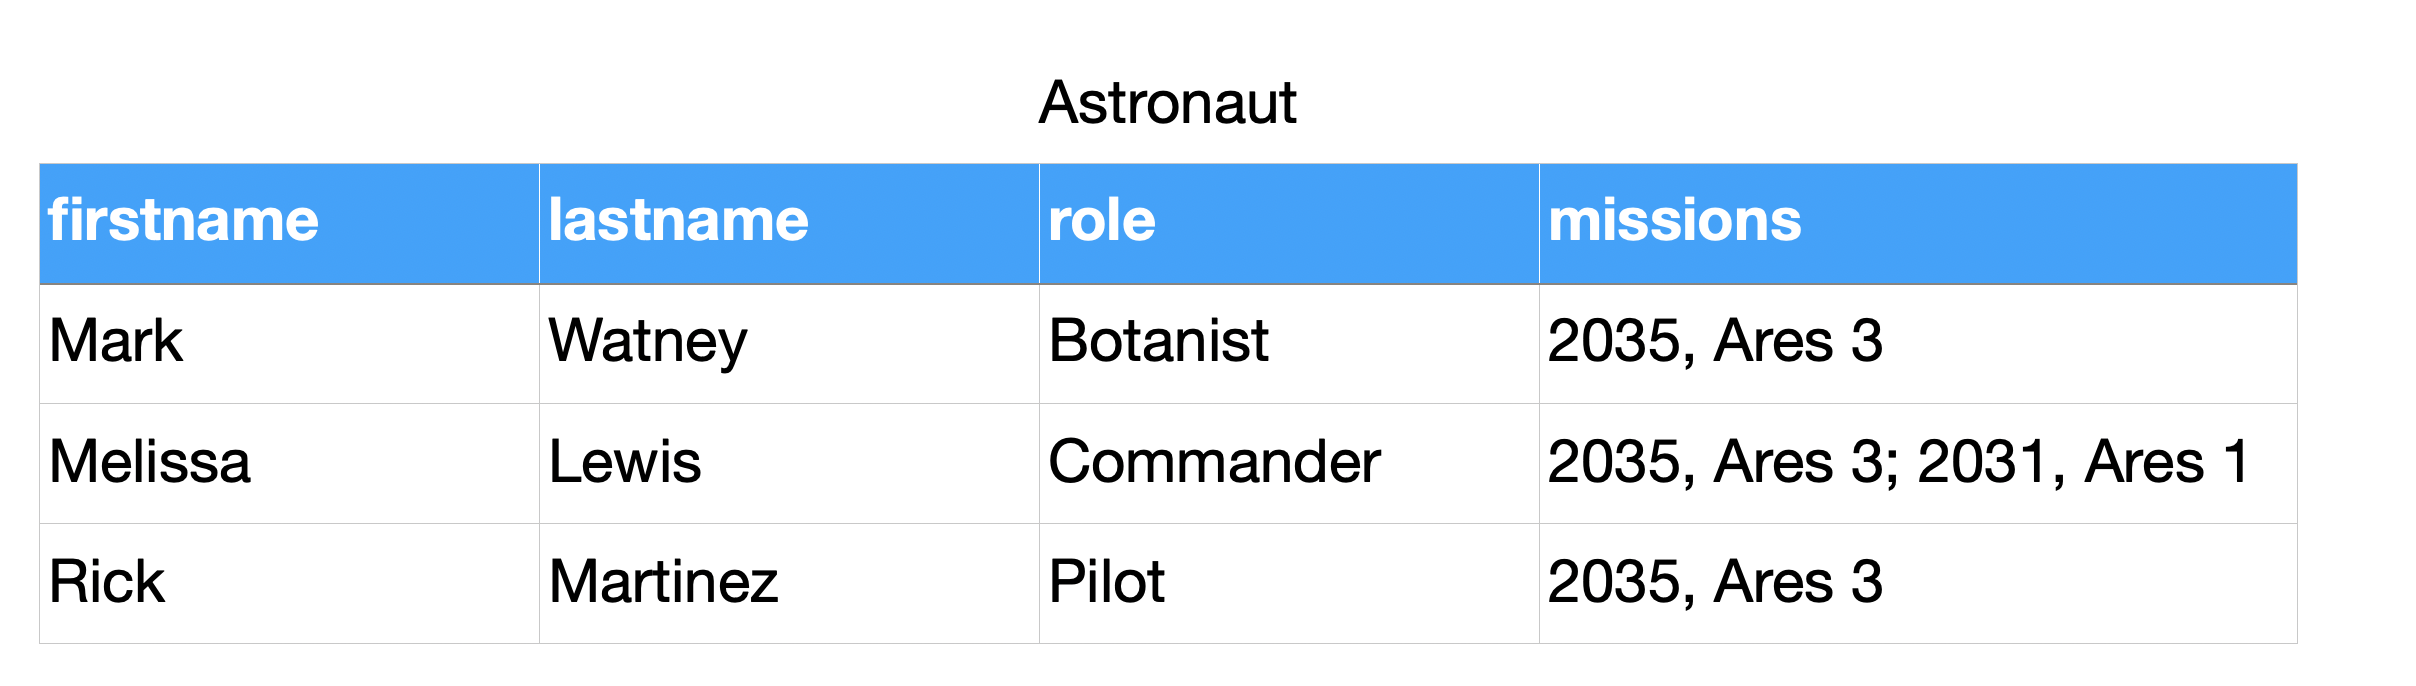 Astronaut
firstname lastname role missions
Mark Watney Botanist 2035, Ares 3
Melissa Lewis Commander 2035, Ares 3; 2031, Ares 1
Rick Martinez Pilot 2035, Ares 3